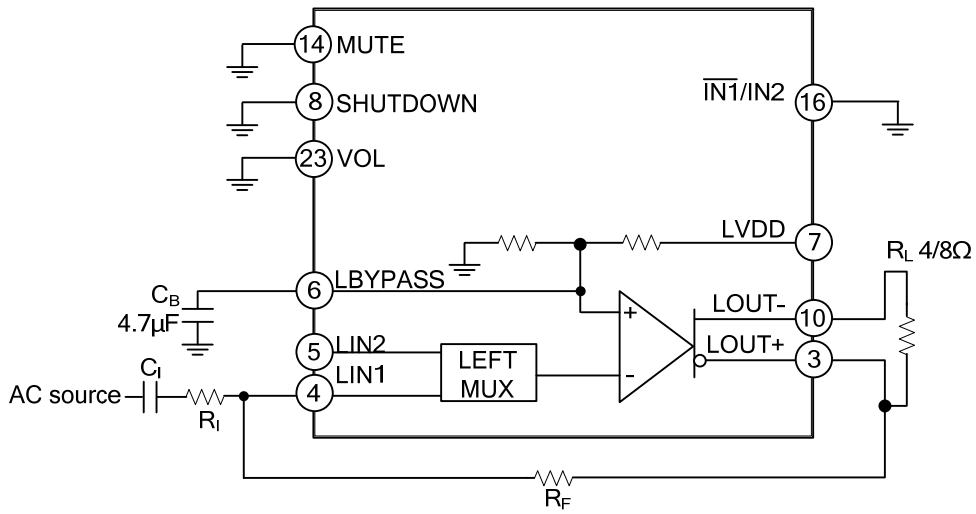 14 MUTE
8 SHUTDOWN
23 VOL
IN1/IN2 16
LVDD 7
R_L 4/8Ω
6 LBYPASS
C_B
4.7µF
LOUT- 10
LOUT+ 3
5 LIN2
4 LIN1
LEFT
MUX
+
-
AC source
C_I
R_I
R_F